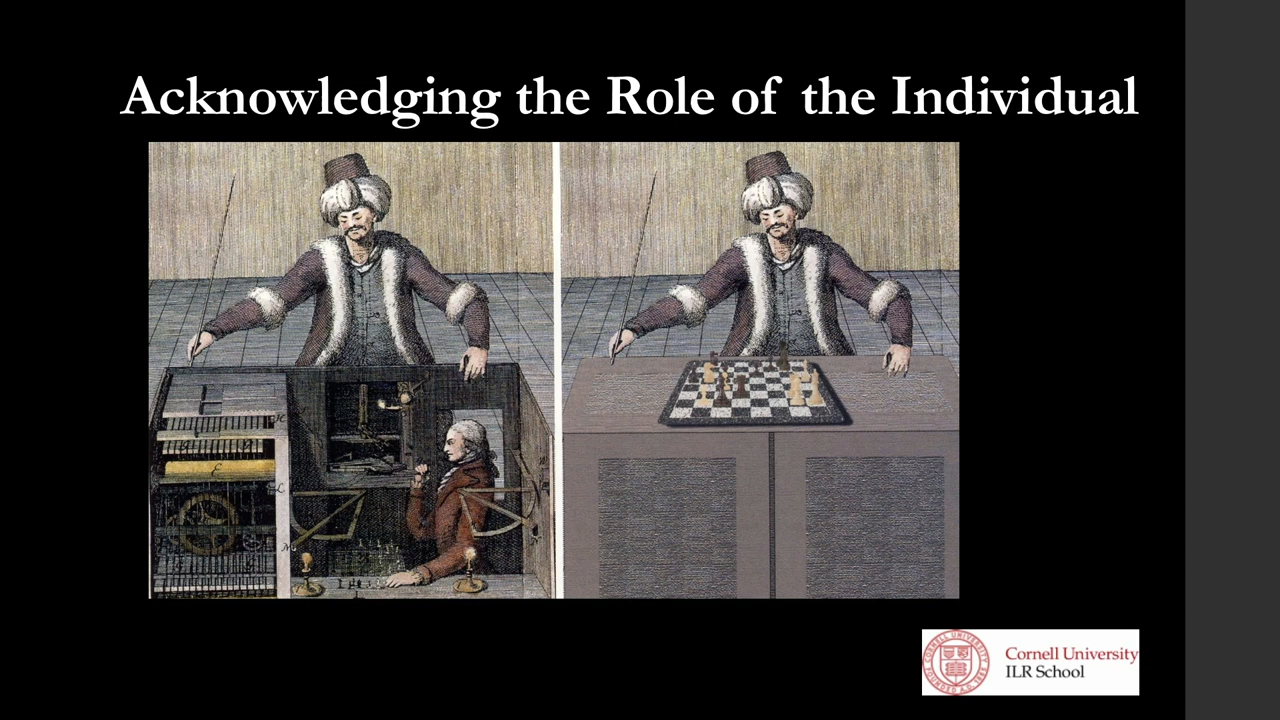 Acknowledging the Role of the Individual
E
Cornell University
ILR School